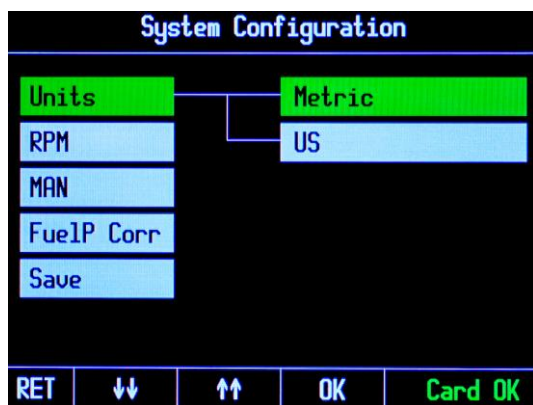 System Configuration
Units
Metric
RPM
US
MAN
FuelP Corr
Save
RET ↓↓ ↑↑ OK Card OK